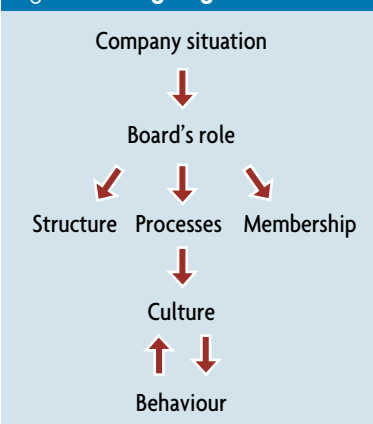 Company situation
Board's role
Structure Processes Membership
Culture
Behaviour